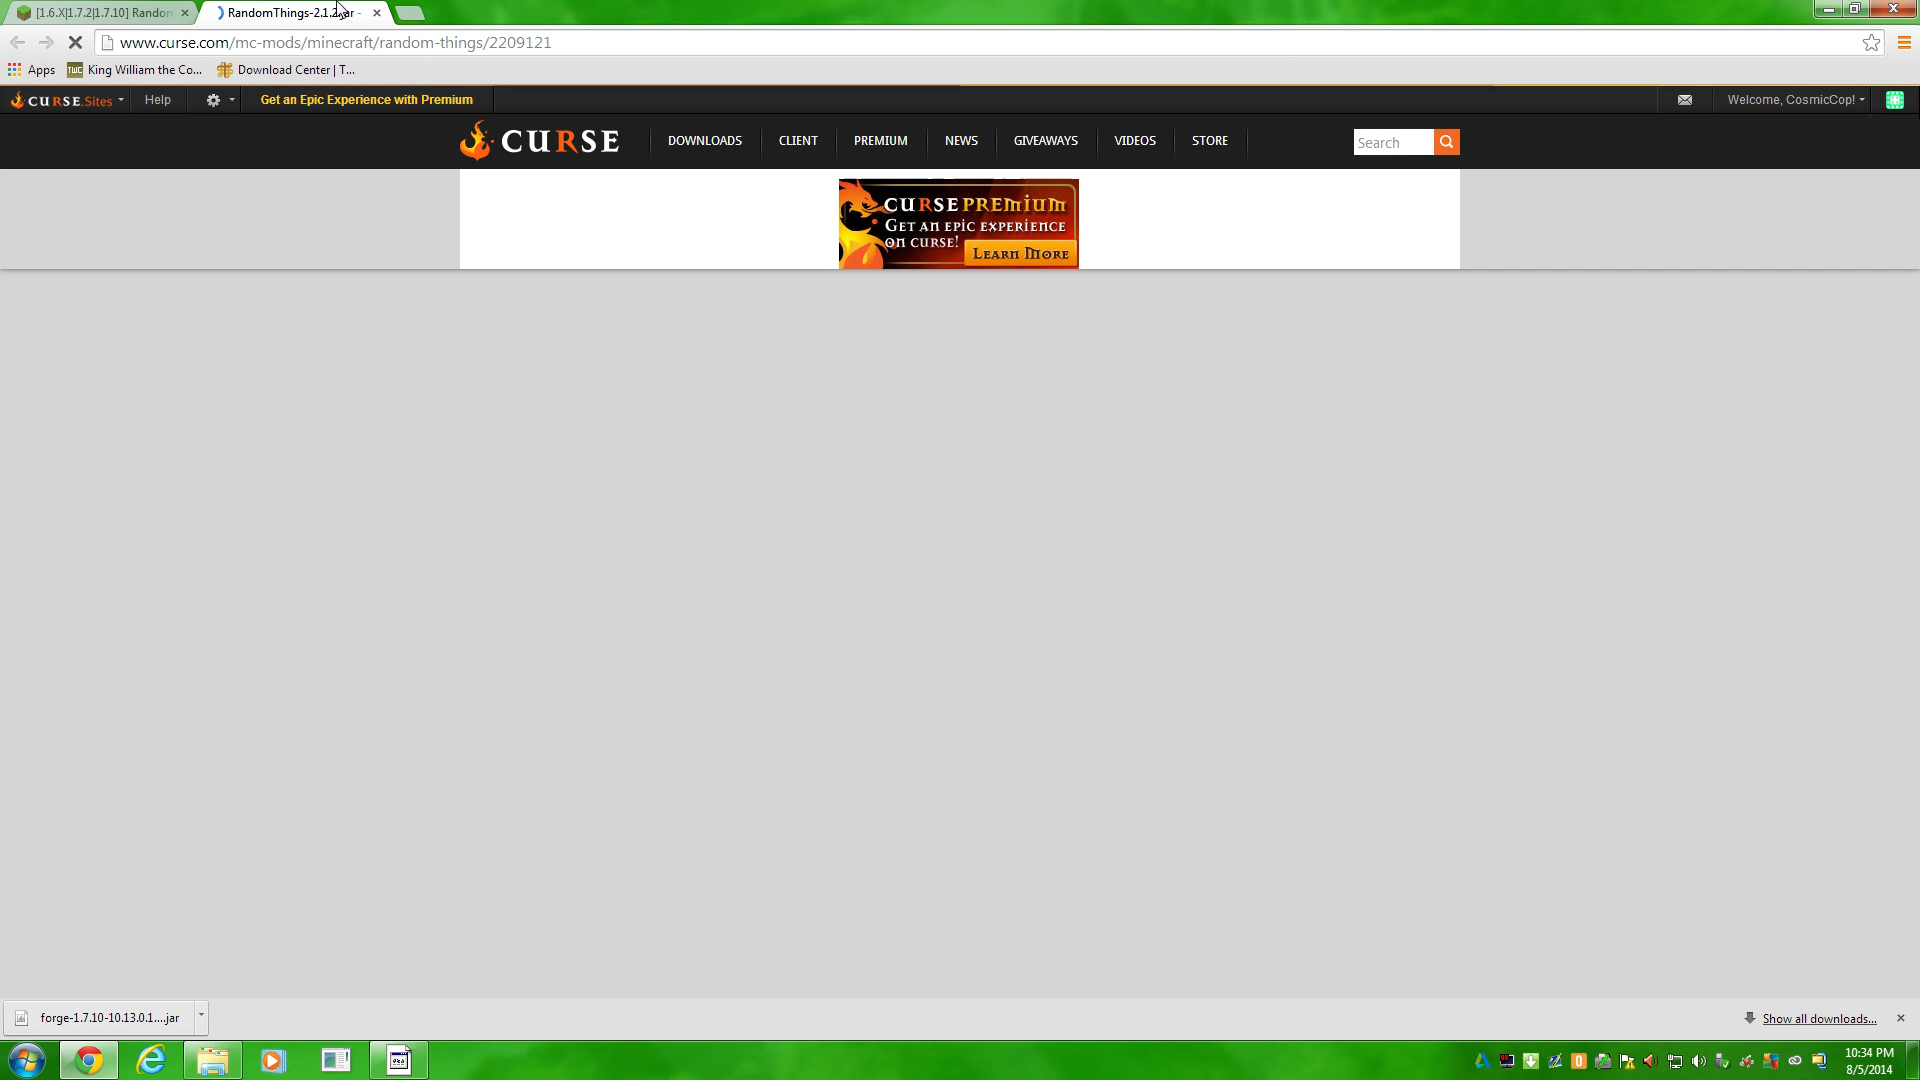 [1.6.X|1.7.2|1.7.10] Random
RandomThings-2.1.2.jar -
www.curse.com/mc-mods/minecraft/random-things/2209121
Apps
TWC King William the Co...
Download Center | T...
CURSE Sites
Help
Get an Epic Experience with Premium
Welcome, CosmicCop!
CURSE
DOWNLOADS
CLIENT
PREMIUM
NEWS
GIVEAWAYS
VIDEOS
STORE
Search
CURSE PREMIUM
GET AN EPIC EXPERIENCE
ON CURSE!
LEARN MORE
forge-1.7.10-10.13.0.1....jar
Show all downloads...
10:34 PM
8/5/2014